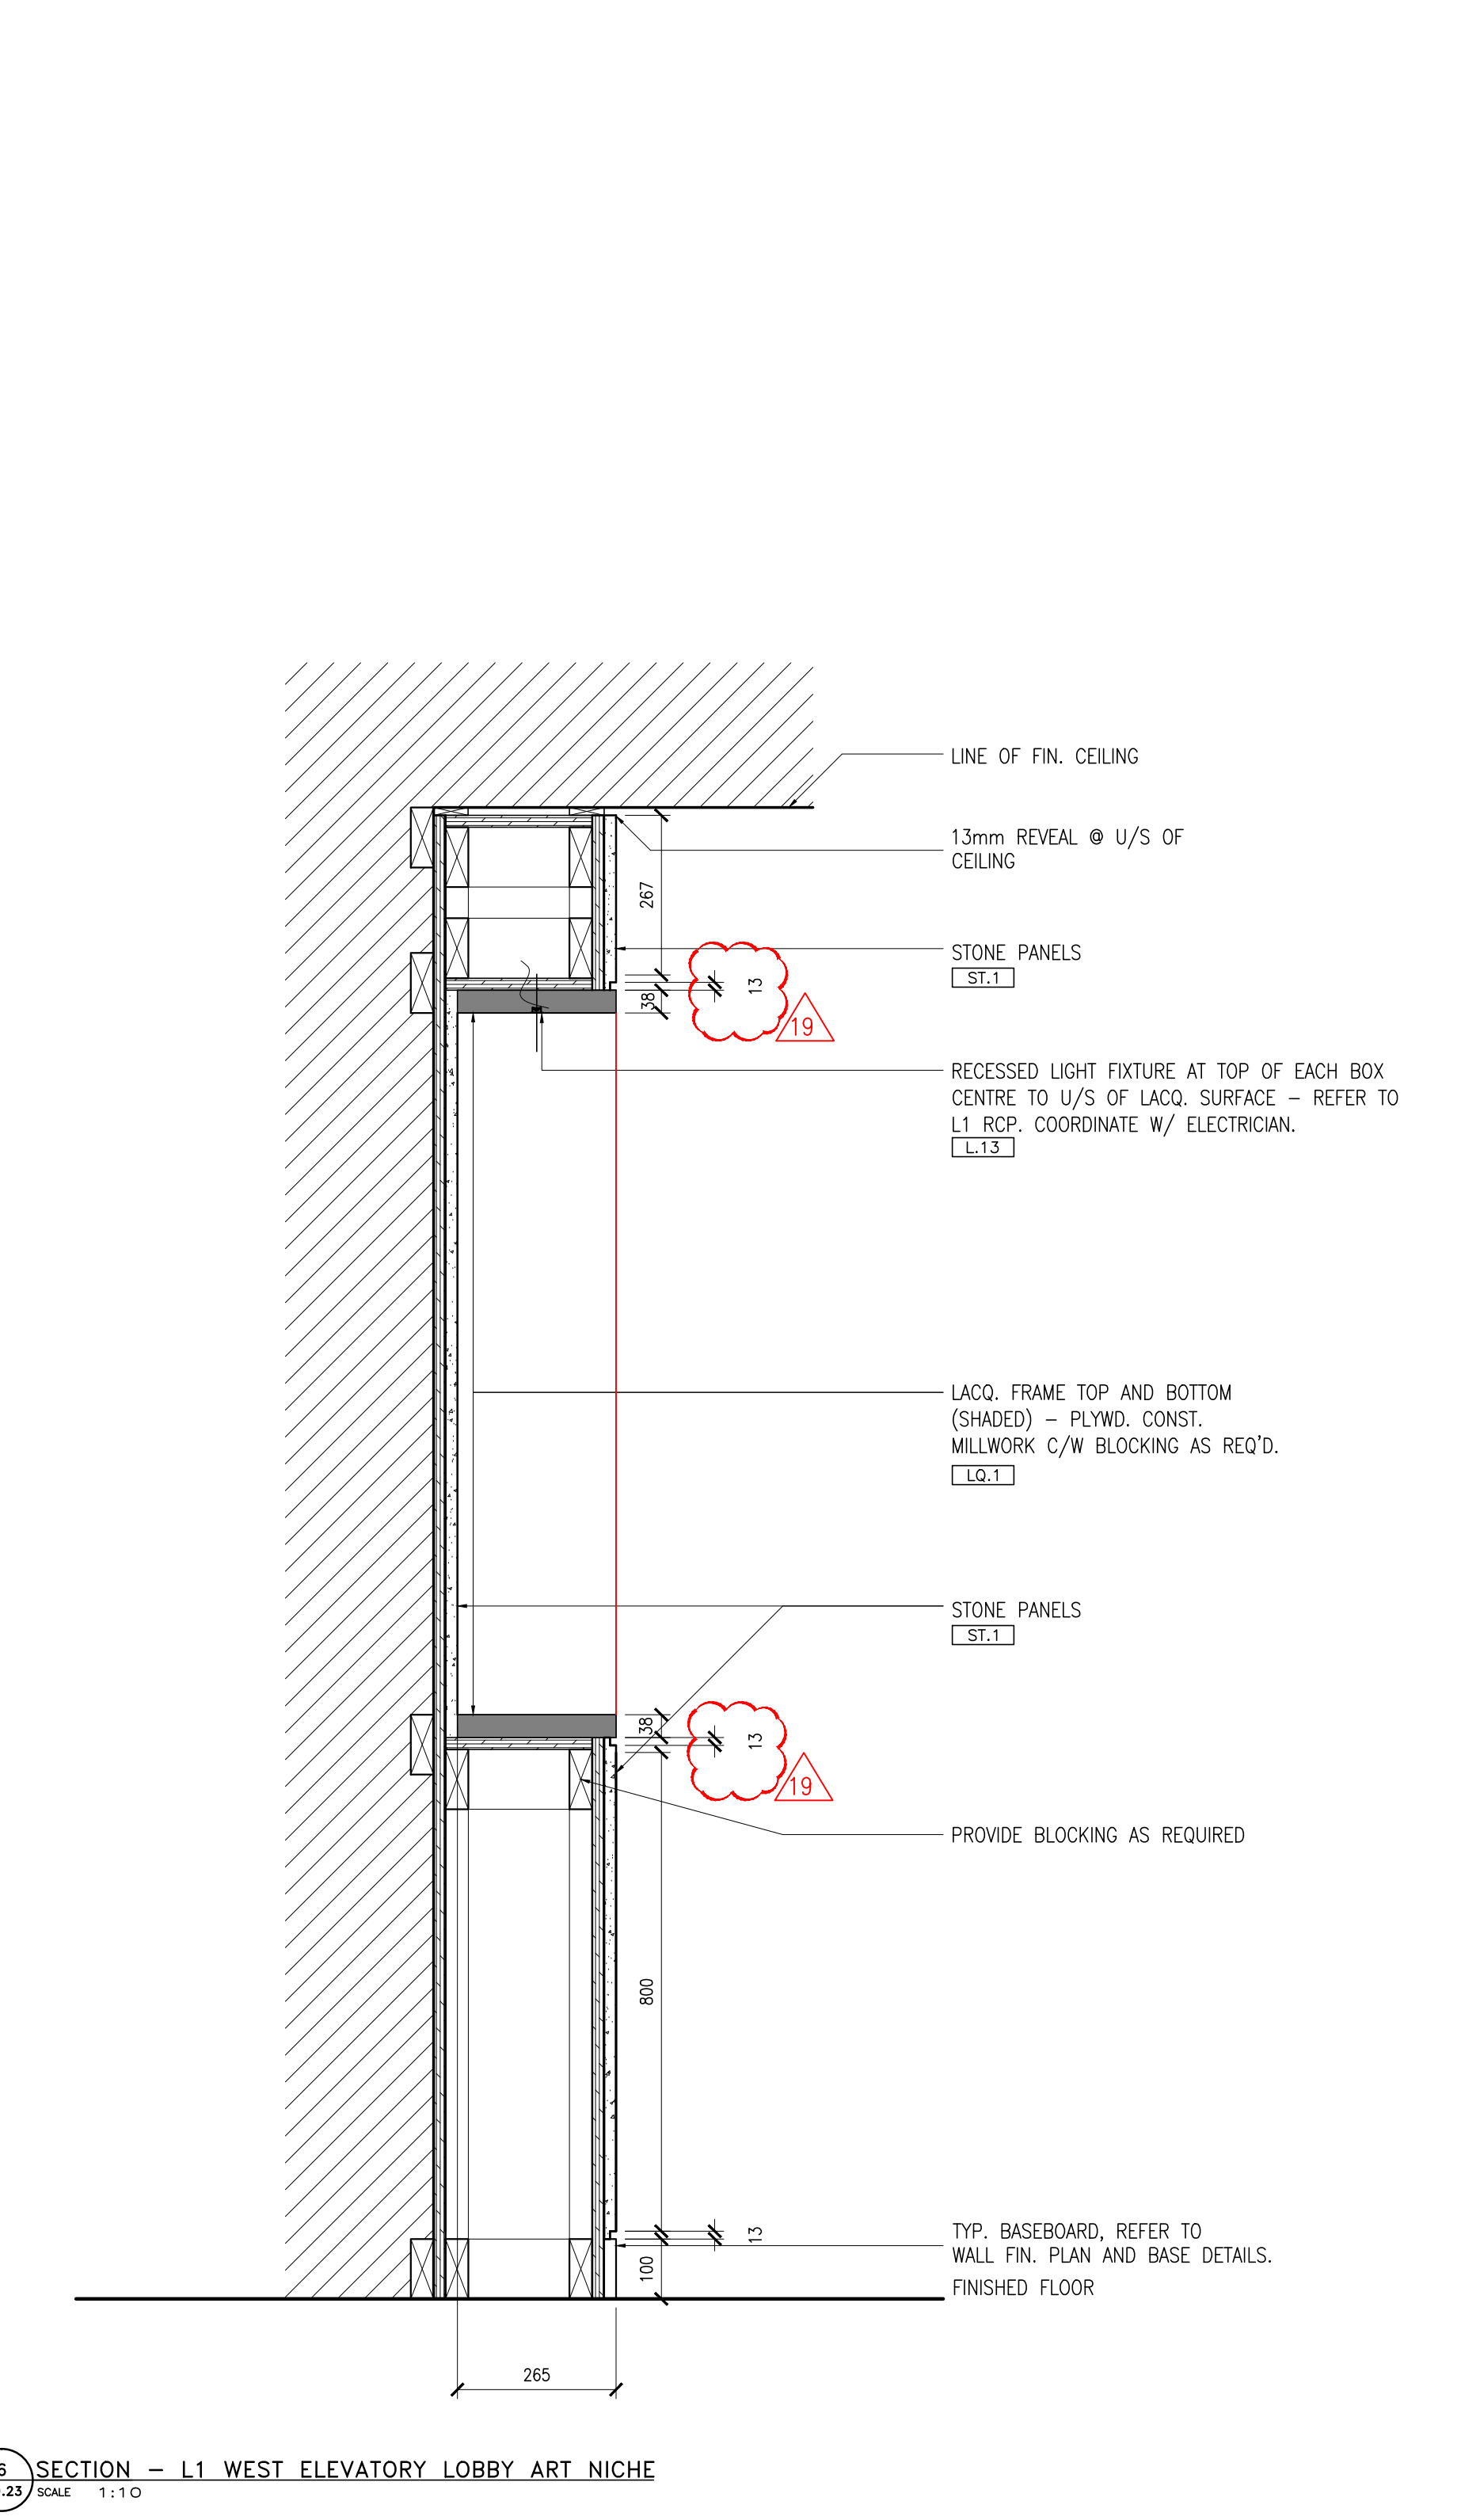 LINE OF FIN. CEILING
13mm REVEAL @ U/S OF
CEILING
267
STONE PANELS
ST.1
13
38
19
RECESSED LIGHT FIXTURE AT TOP OF EACH BOX
CENTRE TO U/S OF LACQ. SURFACE – REFER TO
L1 RCP. COORDINATE W/ ELECTRICIAN.
L.13
LACQ. FRAME TOP AND BOTTOM
(SHADED) – PLYWD. CONST.
MILLWORK C/W BLOCKING AS REQ'D.
LQ.1
STONE PANELS
ST.1
38
13
19
PROVIDE BLOCKING AS REQUIRED
800
13
TYP. BASEBOARD, REFER TO
WALL FIN. PLAN AND BASE DETAILS.
100
FINISHED FLOOR
265
6
SECTION – L1 WEST ELEVATORY LOBBY ART NICHE
.23
SCALE 1:10